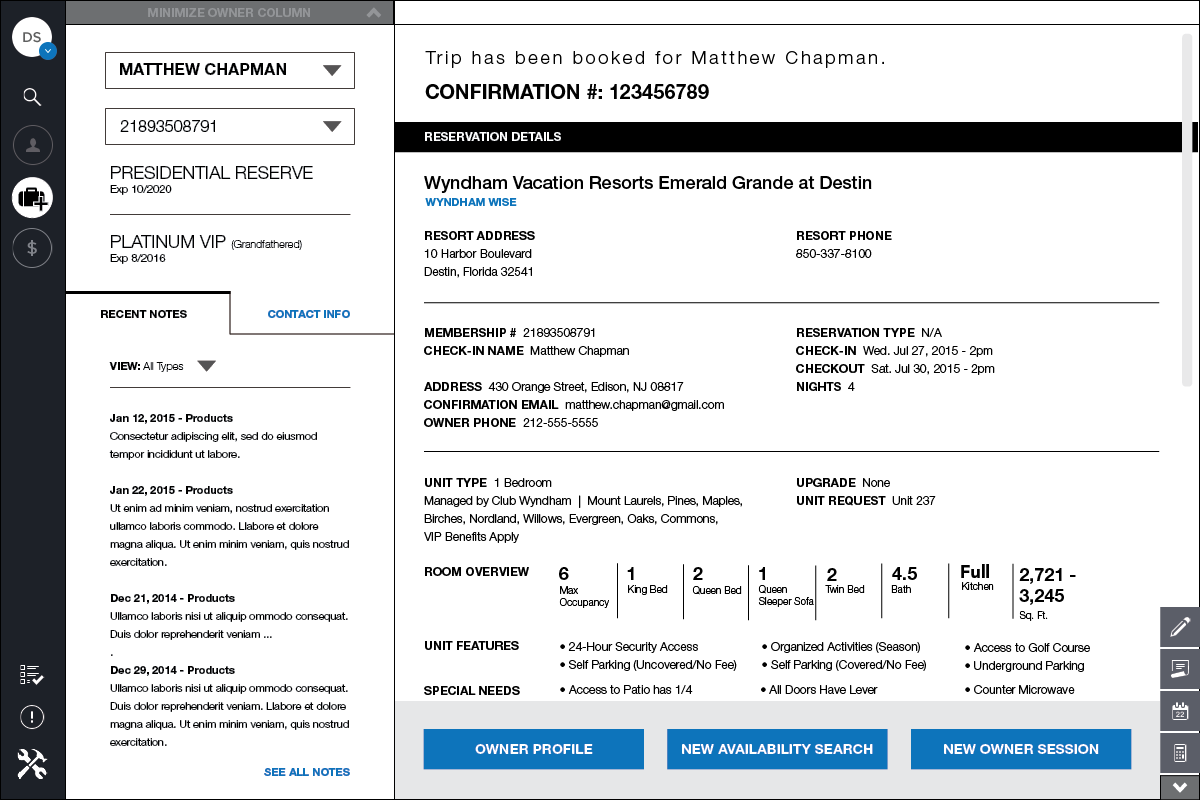 MINIMIZE OWNER COLUMN
DS
MATTHEW CHAPMAN
21893508791
PRESIDENTIAL RESERVE
Exp 10/2020
PLATINUM VIP (Grandfathered)
Exp 8/2016
RECENT NOTES
CONTACT INFO
VIEW: All Types
Jan 12, 2015 - Products
Consectetur adipiscing elit, sed do eiusmod
tempor incididunt ut labore.
Jan 22, 2015 - Products
Ut enim ad minim veniam, nostrud exercitation
ullamco laboris commodo. Llabore et dolore
magna aliqua. Ut enim minim veniam, quis nostrud
exercitation.
Dec 21, 2014 - Products
Ullamco laboris nisi ut aliquip ommodo consequat.
Duis dolor reprehenderit veniam ...
.
Dec 29, 2014 - Products
Ullamco laboris nisi ut aliquip ommodo consequat.
Duis dolor reprehenderit veniam. Llabore et dolore
magna aliqua. Ut enim minim veniam, quis nostrud
exercitation.
SEE ALL NOTES
Trip has been booked for Matthew Chapman.
CONFIRMATION #: 123456789
RESERVATION DETAILS
Wyndham Vacation Resorts Emerald Grande at Destin
WYNDHAM WISE
RESORT ADDRESS
10 Harbor Boulevard
Destin, Florida 32541
RESORT PHONE
850-337-8100
MEMBERSHIP # 21893508791
CHECK-IN NAME Matthew Chapman
ADDRESS 430 Orange Street, Edison, NJ 08817
CONFIRMATION EMAIL matthew.chapman@gmail.com
OWNER PHONE 212-555-5555
RESERVATION TYPE N/A
CHECK-IN Wed. Jul 27, 2015 - 2pm
CHECKOUT Sat. Jul 30, 2015 - 2pm
NIGHTS 4
UNIT TYPE 1 Bedroom
Managed by Club Wyndham | Mount Laurels, Pines, Maples,
Birches, Nordland, Willows, Evergreen, Oaks, Commons,
VIP Benefits Apply
UPGRADE None
UNIT REQUEST Unit 237
ROOM OVERVIEW
6
Max
Occupancy
1
King Bed
2
Queen Bed
1
Queen
Sleeper Sofa
2
Twin Bed
4.5
Bath
Full
Kitchen
2,721 -
3,245
Sq. Ft.
UNIT FEATURES
• 24-Hour Security Access
• Self Parking (Uncovered/No Fee)
• Organized Activities (Season)
• Self Parking (Covered/No Fee)
• Access to Golf Course
• Underground Parking
SPECIAL NEEDS
• Access to Patio has 1/4
• All Doors Have Lever
• Counter Microwave
OWNER PROFILE
NEW AVAILABILITY SEARCH
NEW OWNER SESSION
$
22